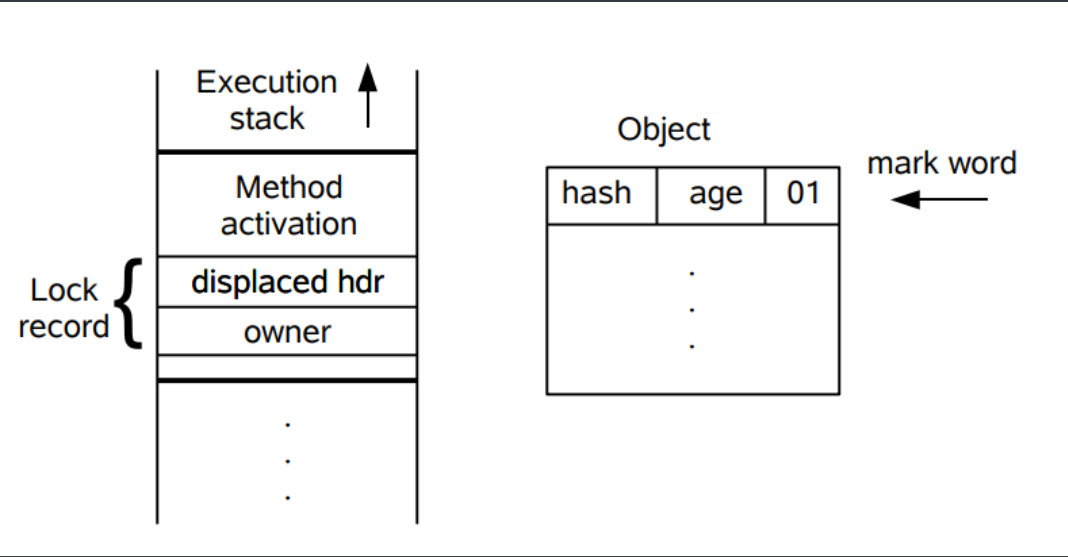 Execution
stack
Method
activation
Lock
record
displaced hdr
owner
.
.
.
Object
hash age 01
mark word
.
.
.